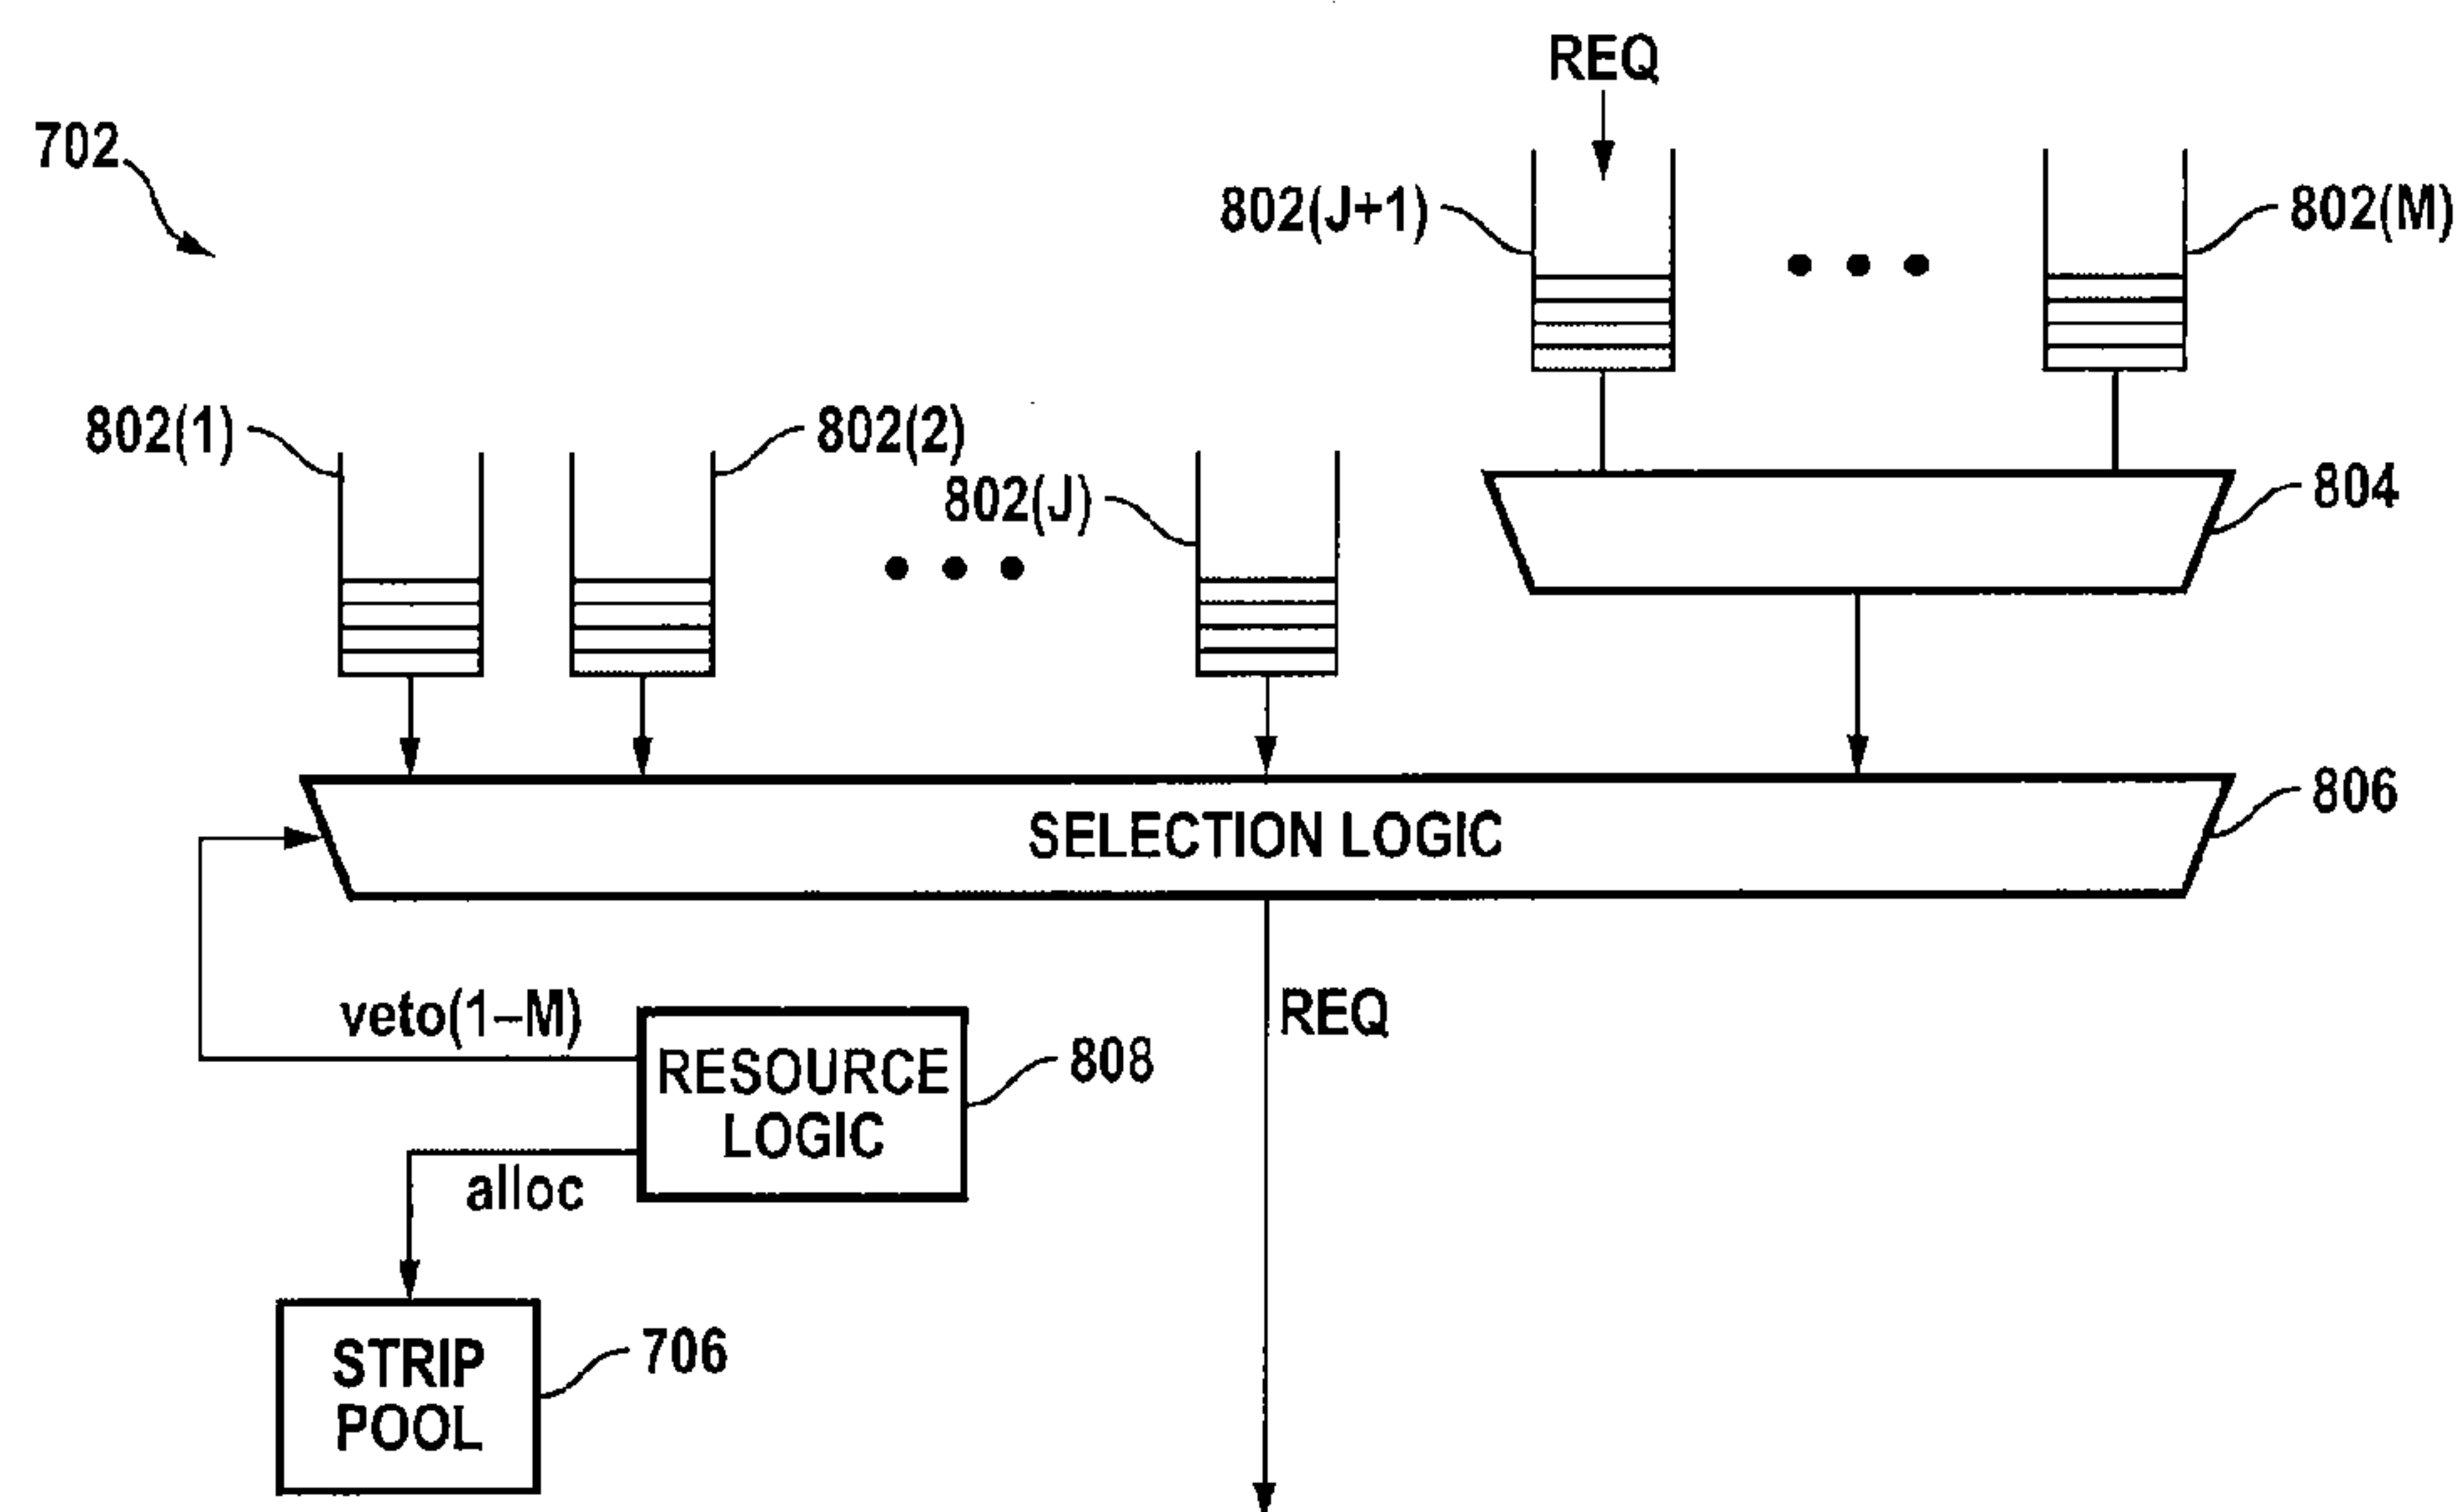 REQ
702
802(J+1)
802(M)
802(1)
802(2)
802(J)
804
806
SELECTION LOGIC
veto(1–M)
REQ
RESOURCE
LOGIC
808
alloc
STRIP
POOL
706